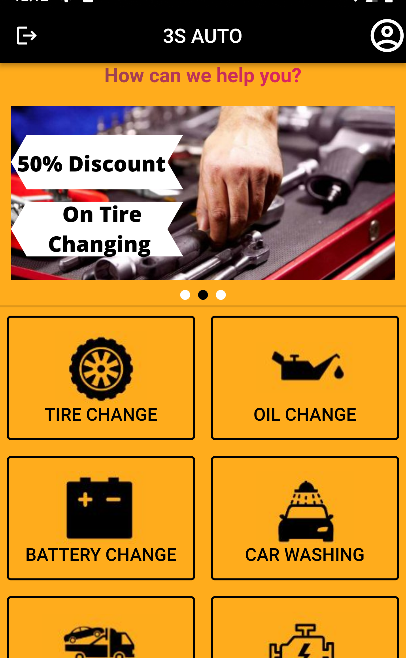 3S AUTO
How can we help you?
50% Discount
On Tire
Changing
TIRE CHANGE
OIL CHANGE
BATTERY CHANGE
CAR WASHING